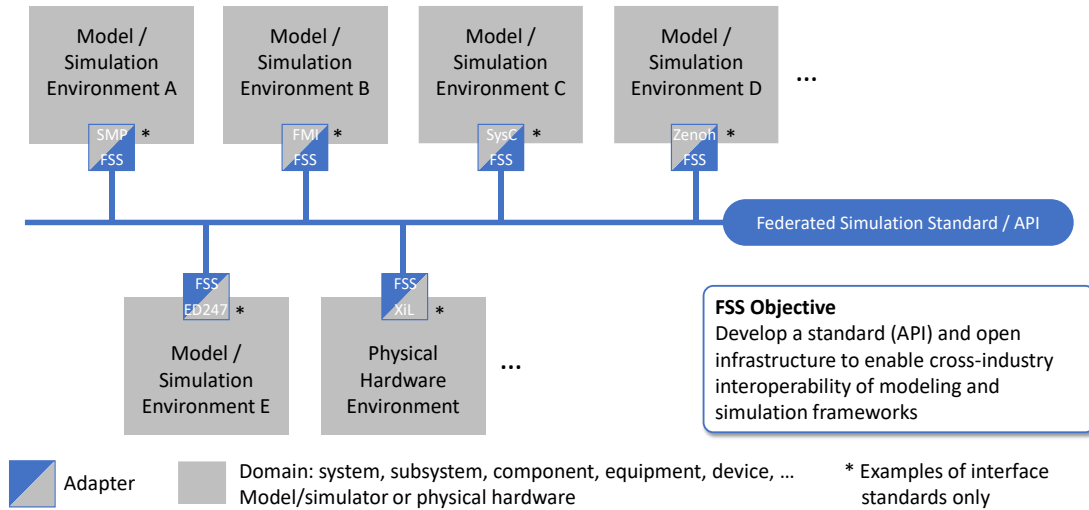 Model /
Simulation
Environment A
SMP *
FSS
Model /
Simulation
Environment B
FMI *
FSS
Model /
Simulation
Environment C
SysC *
FSS
Model /
Simulation
Environment D
Zenoh *
FSS
...
Federated Simulation Standard / API
FSS
ED247 *
Model /
Simulation
Environment E
FSS
XiL *
Physical
Hardware
Environment
...
FSS Objective
Develop a standard (API) and open
infrastructure to enable cross-industry
interoperability of modeling and
simulation frameworks
Adapter
Domain: system, subsystem, component, equipment, device, ...
Model/simulator or physical hardware
* Examples of interface
standards only